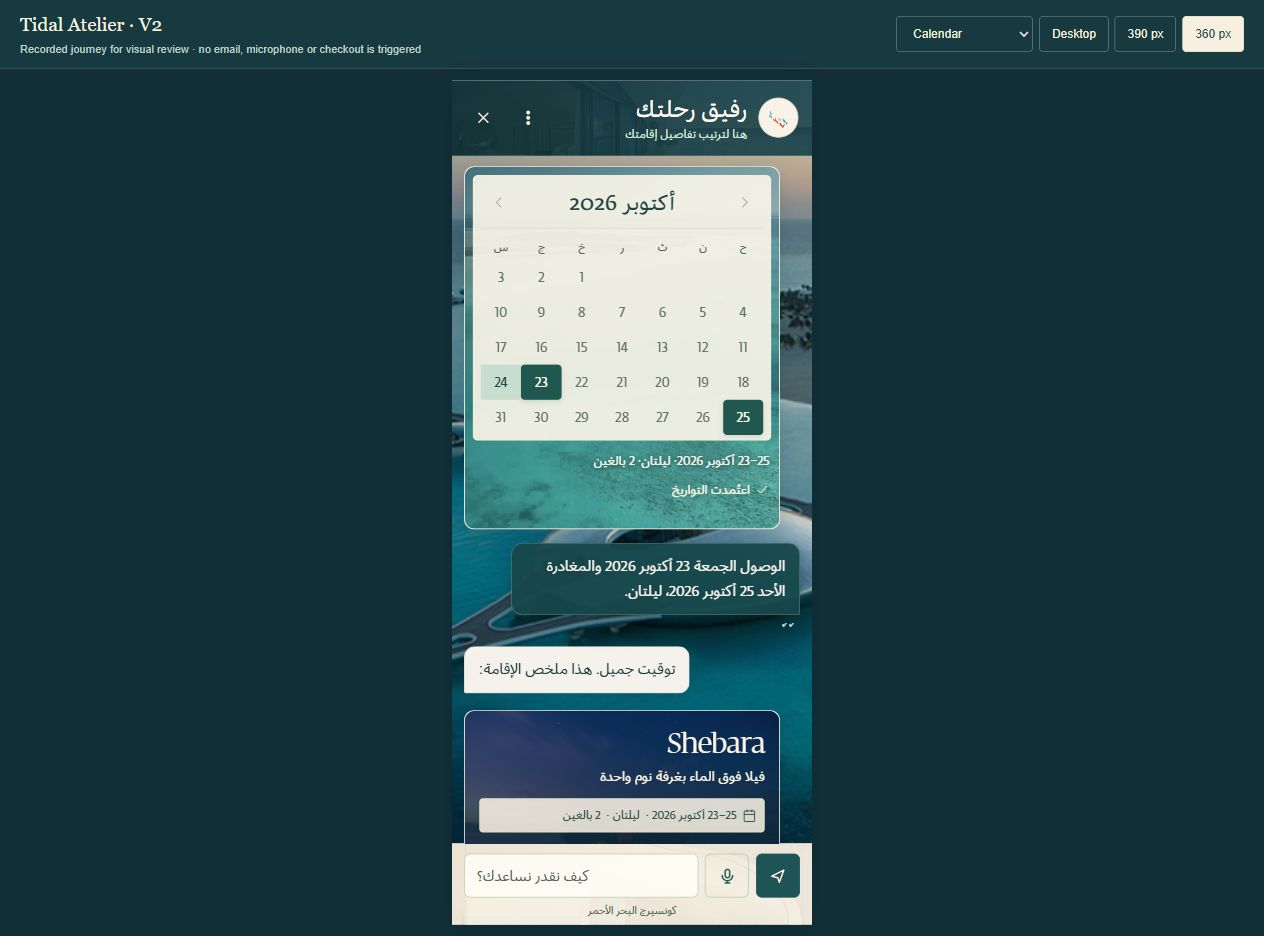 Tidal Atelier · V2
Recorded journey for visual review · no email, microphone or checkout is triggered
Calendar
Desktop
390 px
360 px
رفيق رحلتك
هنا لترتيب تفاصيل إقامتك
أكتوبر 2026
ح ن ث ر خ ج س
1 2 3
4 5 6 7 8 9 10
11 12 13 14 15 16 17
18 19 20 21 22 23 24
25 26 27 28 29 30 31
23–25 أكتوبر 2026· ليلتان· 2 بالغين
اعتُمدت التواريخ
الوصول الجمعة 23 أكتوبر 2026 والمغادرة
الأحد 25 أكتوبر 2026، ليلتان.
توقيت جميل. هذا ملخص الإقامة:
Shebara
فيلا فوق الماء بغرفة نوم واحدة
23–25 أكتوبر 2026 · ليلتان · 2 بالغين
كيف نقدر نساعدك؟
كونسيرج البحر الأحمر